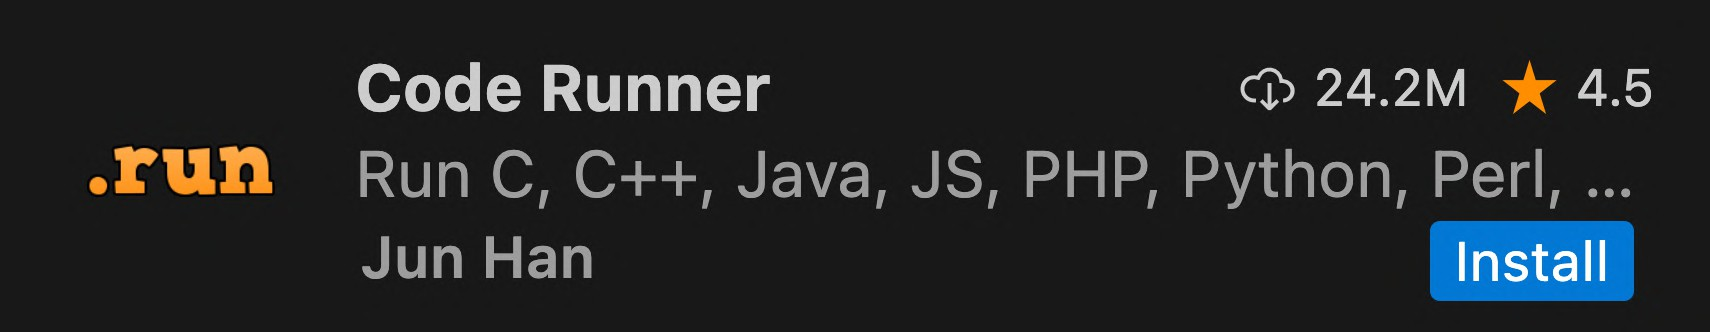 Code Runner 24.2M 4.5
.run
Run C, C++, Java, JS, PHP, Python, Perl, ...
Jun Han
Install